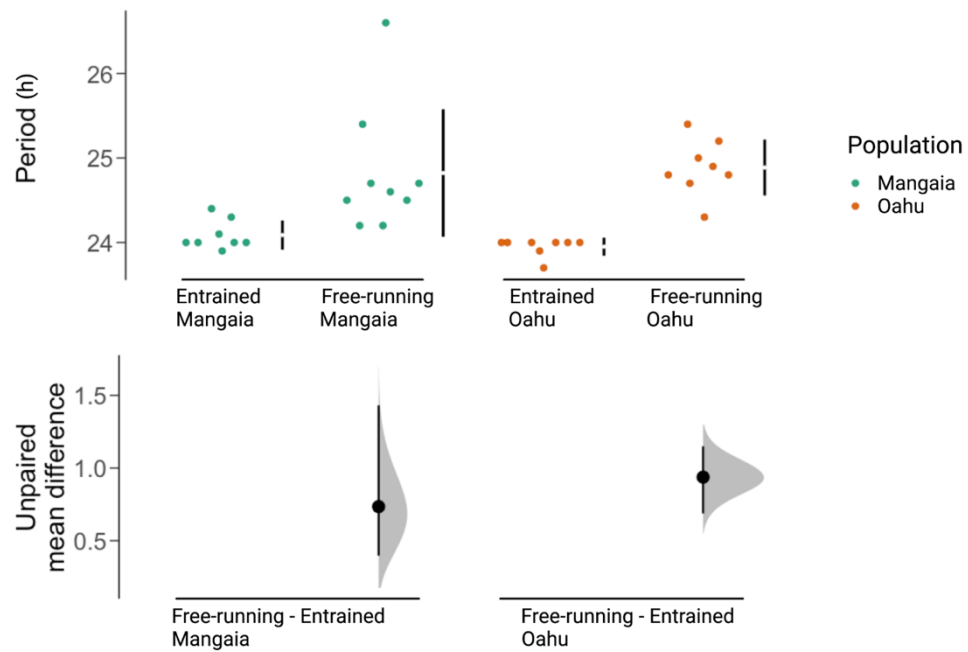 Period (h)
26
25
24
Entrained
Mangaia
Free-running
Mangaia
Entrained
Oahu
Free-running
Oahu
Population
Mangaia
Oahu
Unpaired
mean difference
1.5
1.0
0.5
Free-running - Entrained
Mangaia
Free-running - Entrained
Oahu